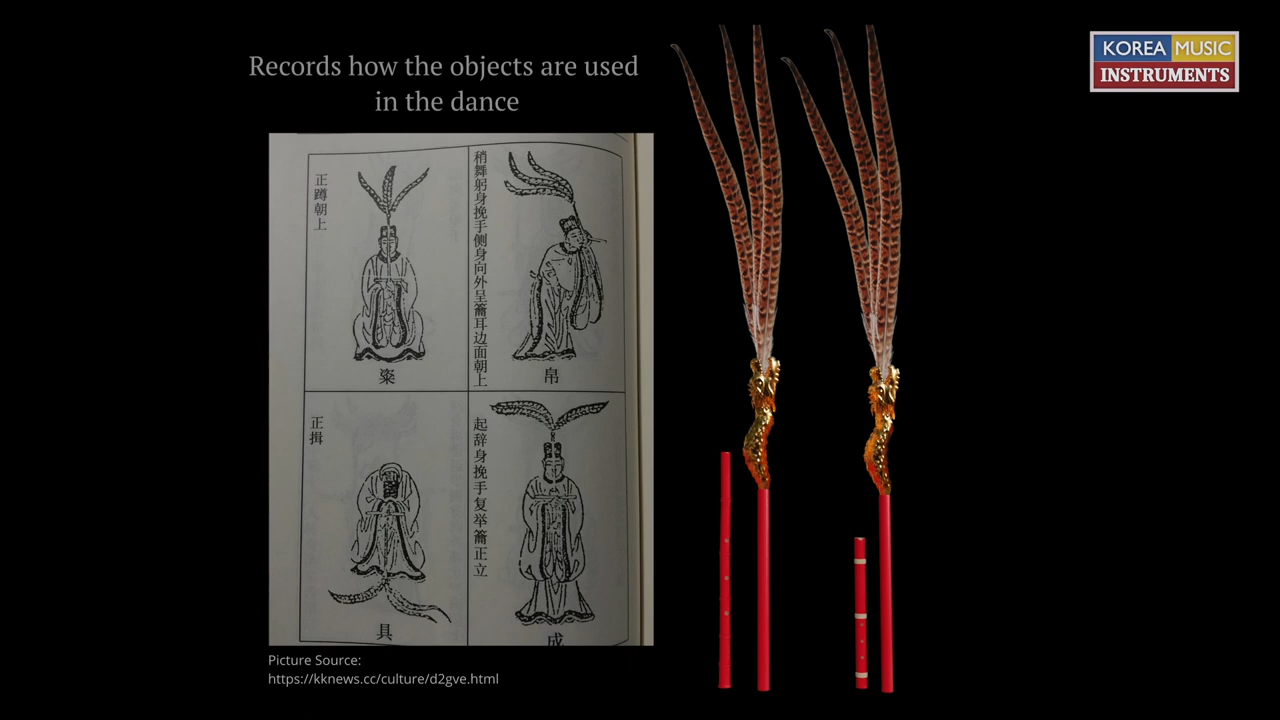 Records how the objects are used
in the dance
KOREA MUSIC
INSTRUMENTS
正蹲朝上
粢
稍舞躬身挽手侧身向外呈籥耳边面朝上
帛
正揖
具
起辞身挽手复举籥正立
成
Picture Source:
https://kknews.cc/culture/d2gve.html